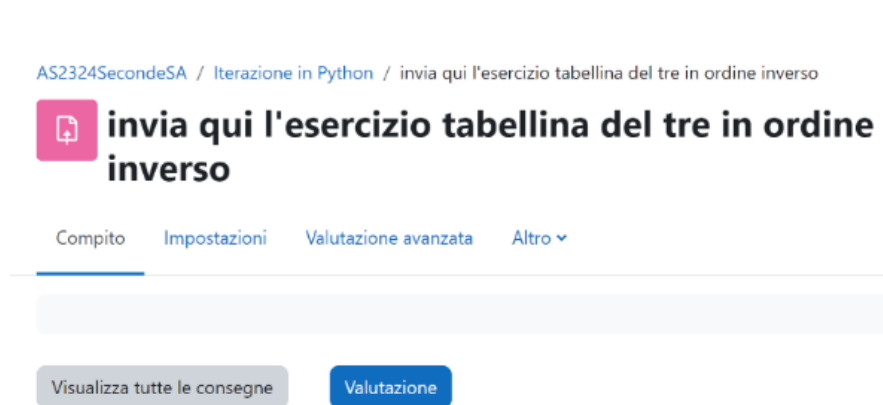 AS2324SecondeSA / Iterazione in Python / invia qui l'esercizio tabellina del tre in ordine inverso
invia qui l'esercizio tabellina del tre in ordine
inverso
Compito Impostazioni Valutazione avanzata Altro
Visualizza tutte le consegne Valutazione